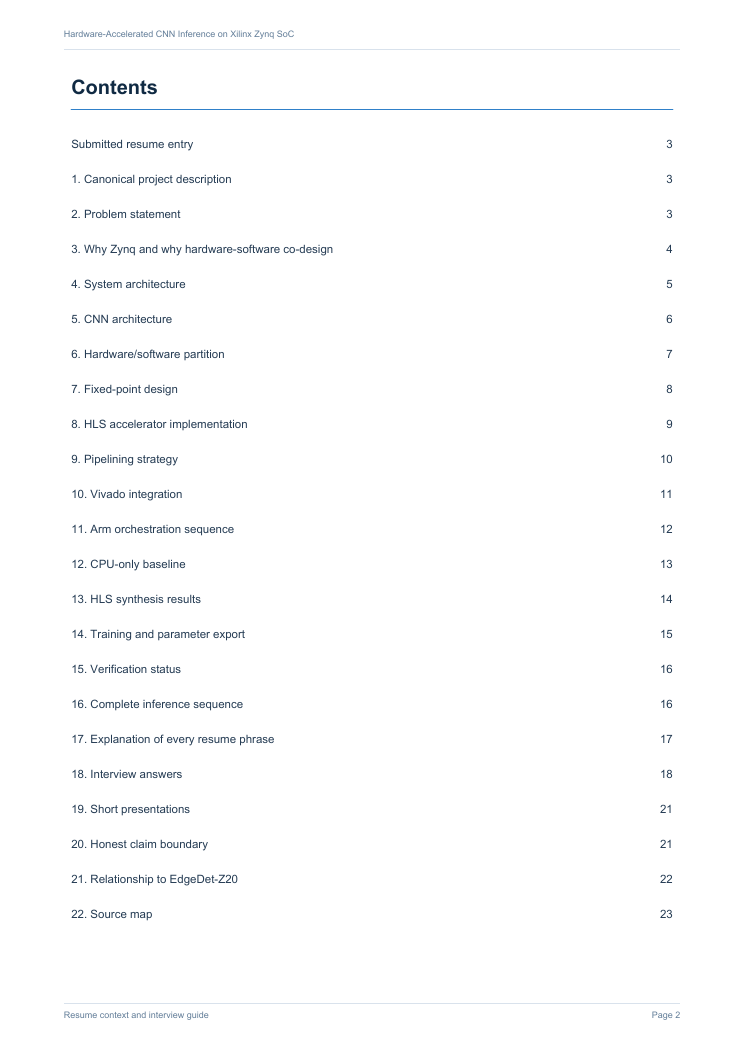 Hardware-Accelerated CNN Inference on Xilinx Zynq SoC
Contents
Submitted resume entry 3
1. Canonical project description 3
2. Problem statement 3
3. Why Zynq and why hardware-software co-design 4
4. System architecture 5
5. CNN architecture 6
6. Hardware/software partition 7
7. Fixed-point design 8
8. HLS accelerator implementation 9
9. Pipelining strategy 10
10. Vivado integration 11
11. Arm orchestration sequence 12
12. CPU-only baseline 13
13. HLS synthesis results 14
14. Training and parameter export 15
15. Verification status 16
16. Complete inference sequence 16
17. Explanation of every resume phrase 17
18. Interview answers 18
19. Short presentations 21
20. Honest claim boundary 21
21. Relationship to EdgeDet-Z20 22
22. Source map 23
Resume context and interview guide Page 2